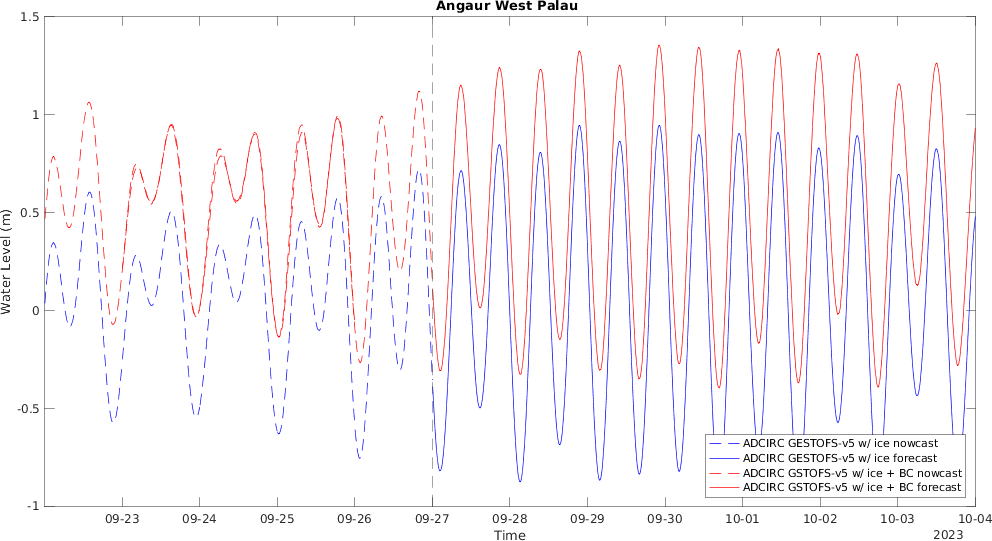 Angaur West Palau
1.5
1
0.5
0
-0.5
-1
Water Level (m)
09-23
09-24
09-25
09-26
09-27
09-28
09-29
09-30
10-01
10-02
10-03
10-04
Time
2023
ADCIRC GESTOFS-v5 w/ ice nowcast
ADCIRC GESTOFS-v5 w/ ice forecast
ADCIRC GSTOFS-v5 w/ ice + BC nowcast
ADCIRC GSTOFS-v5 w/ ice + BC forecast